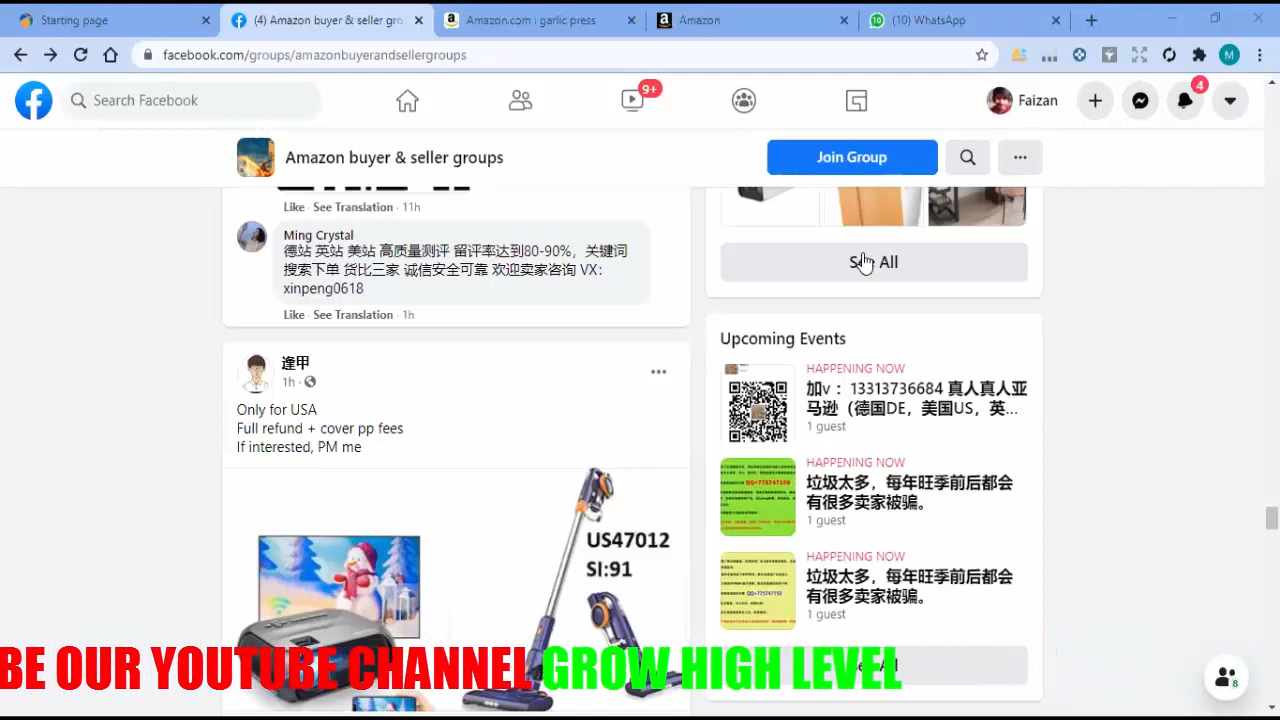 Starting page
(4) Amazon buyer & seller gro
Amazon.com : garlic press
Amazon
(10) WhatsApp
facebook.com/groups/amazonbuyerandsellergroups
M
Search Facebook
9+
Faizan
4
Amazon buyer & seller groups
Join Group
Like · See Translation · 11h
Ming Crystal
德站 英站 美站 高质量测评 留评率达到80-90%，关键词
搜索下单 货比三家 诚信安全可靠 欢迎卖家咨询 VX：
xinpeng0618
Like · See Translation · 1h
逢甲
1h ·
Only for USA
Full refund + cover pp fees
If interested, PM me
US47012
SI:91
See All
Upcoming Events
HAPPENING NOW
加v ：13313736684 真人真人亚
马逊（德国DE，美国US，英...
1 guest
HAPPENING NOW
垃圾太多，每年旺季前后都会
有很多卖家被骗。
1 guest
QQ=775747150
HAPPENING NOW
垃圾太多，每年旺季前后都会
有很多卖家被骗。
1 guest
QQ=775747150
BE OUR YOUTUBE CHANNEL GROW HIGH LEVEL
8